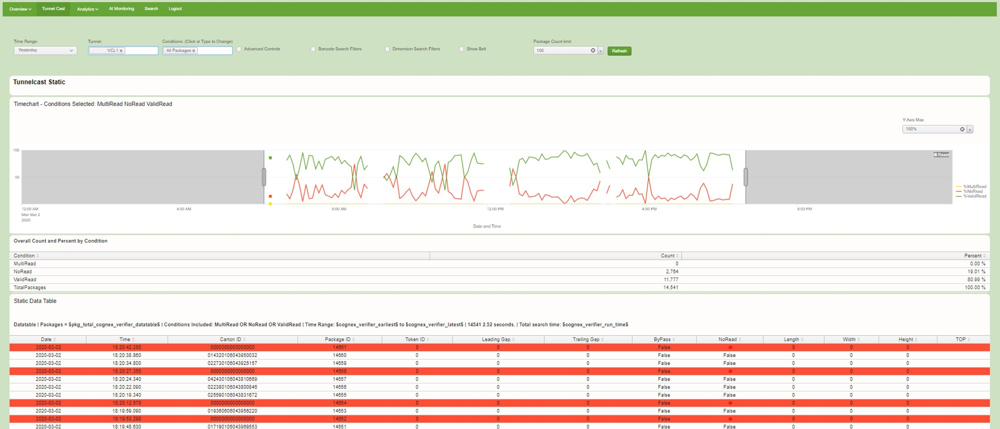 Overview Tunnel Cast Analytics AI Monitoring Search Logout
Time Range: Tunnel: Conditions: (Click or Type to Change) Package Count limit
Yesterday VCL1 x All Packages x Advanced Controls Barcode Search Filters Dimension Search Filters Show Belt 100 Refresh
Tunnelcast Static
Timechart - Conditions Selected: MultiRead NoRead ValidRead
Y-Axis Max
100%
100
Reset
50
%MultiRead
%NoRead
%ValidRead
12:00 AM 4:00 AM 8:00 AM 12:00 PM 4:00 PM 8:00 PM
Mon Mar 2
2020
Date and Time
Overall Count and Percent by Condition
Condition Count Percent
MultiRead 0 0.00 %
NoRead 2,764 19.01 %
ValidRead 11,777 80.99 %
TotalPackages 14,541 100.00 %
Static Data Table
Datatable | Packages = $pkg_total_cognex_verifier_datatable$ | Conditions Included: MultiRead OR NoRead OR ValidRead | Time Range: $cognex_verifier_earliest$ to $cognex_verifier_latest$ | 14541 2.52 seconds. | Total search time: $cognex_verifier_run_time$
Date Time Carton ID Package ID Token ID Leading Gap Trailing Gap ByPass NoRead Length Width Height TOP
2020-03-02 18:20:42.280 0000000000000000 14661 0 0 0 False 0 0 0
2020-03-02 18:20:38.860 014320106043950032 14660 0 0 0 False False 0 0 0
2020-03-02 18:20:34.800 022730106043925157 14659 0 0 0 False False 0 0 0
2020-03-02 18:20:27.350 0000000000000000 14658 0 0 0 False 0 0 0
2020-03-02 18:20:24.340 042430106043810669 14657 0 0 0 False False 0 0 0
2020-03-02 18:20:22.090 022380106043800846 14656 0 0 0 False False 0 0 0
2020-03-02 18:20:19.340 025590106043831672 14655 0 0 0 False False 0 0 0
2020-03-02 18:20:12.570 0000000000000000 14654 0 0 0 False 0 0 0
2020-03-02 18:19:59.090 019360606043956220 14653 0 0 0 False False 0 0 0
2020-03-02 18:19:53.290 0000000000000000 14652 0 0 0 False 0 0 0
2020-03-02 18:19:48.630 017190106043969553 14651 0 0 0 False False 0 0 0